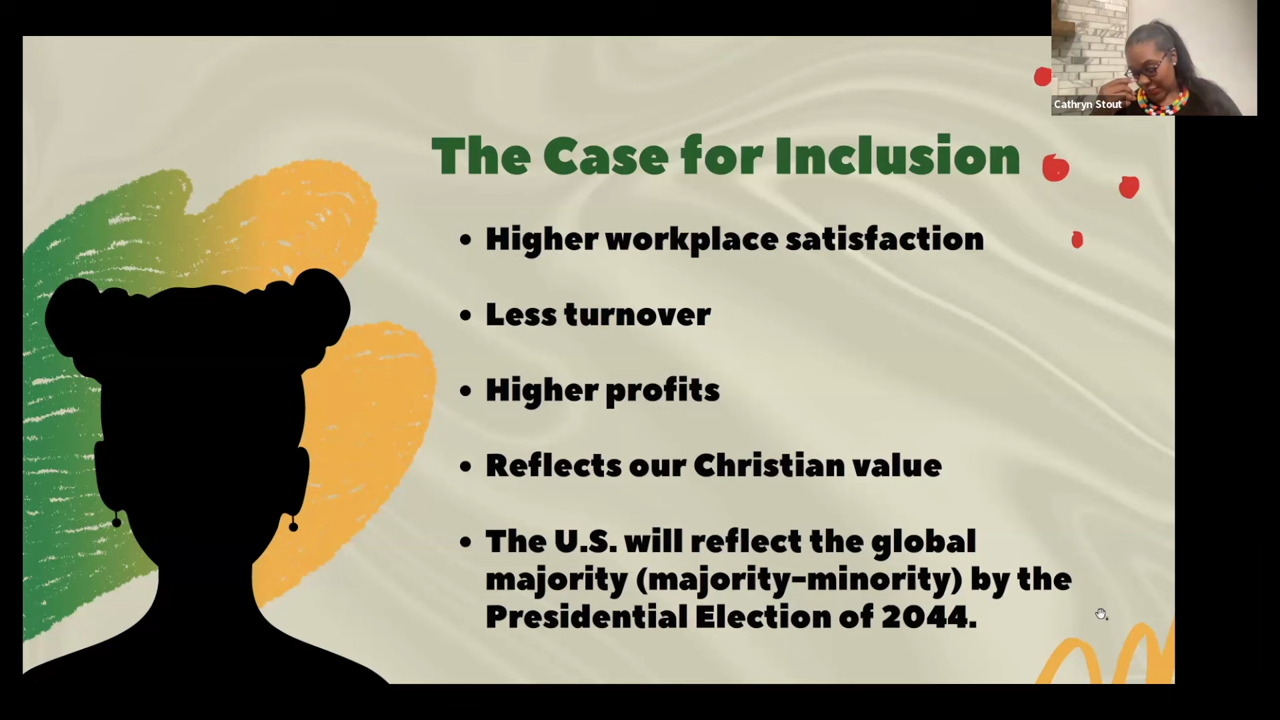 Cathryn Stout
The Case for Inclusion
• Higher workplace satisfaction
• Less turnover
• Higher profits
• Reflects our Christian value
• The U.S. will reflect the global
majority (majority-minority) by the
Presidential Election of 2044.